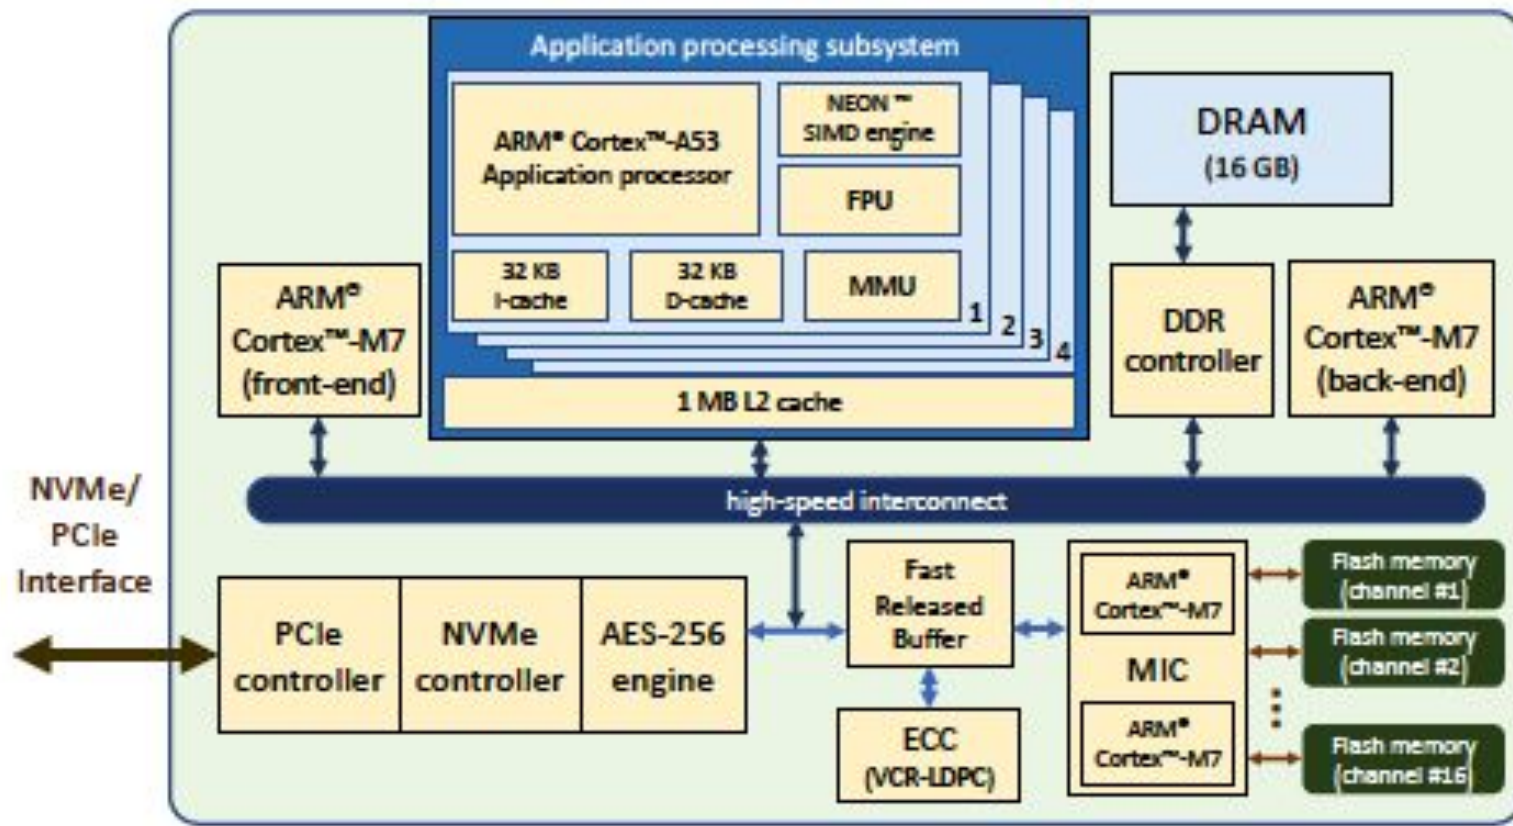 Application processing subsystem
ARM® Cortex™-A53
Application processor
NEON ™
SIMD engine
FPU
32 KB
I-cache
32 KB
D-cache
MMU
1
2
3
4
1 MB L2 cache
DRAM
(16 GB)
ARM®
Cortex™-M7
(front-end)
DDR
controller
ARM®
Cortex™-M7
(back-end)
high-speed interconnect
NVMe/
PCIe
Interface
PCIe
controller
NVMe
controller
AES-256
engine
Fast
Released
Buffer
ECC
(VCR-LDPC)
ARM®
Cortex™-M7
MIC
ARM®
Cortex™-M7
Flash memory
(channel #1)
Flash memory
(channel #2)
Flash memory
(channel #16)